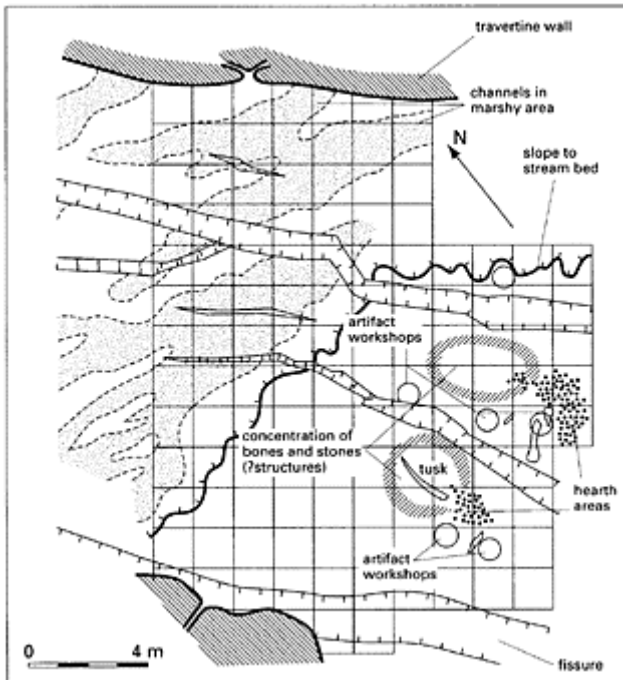 travertine wall
channels in
marshy area
N
slope to
stream bed
artifact
workshops
concentration of
bones and stones
(?structures)
tusk
hearth
areas
artifact
workshops
0 4 m
fissure